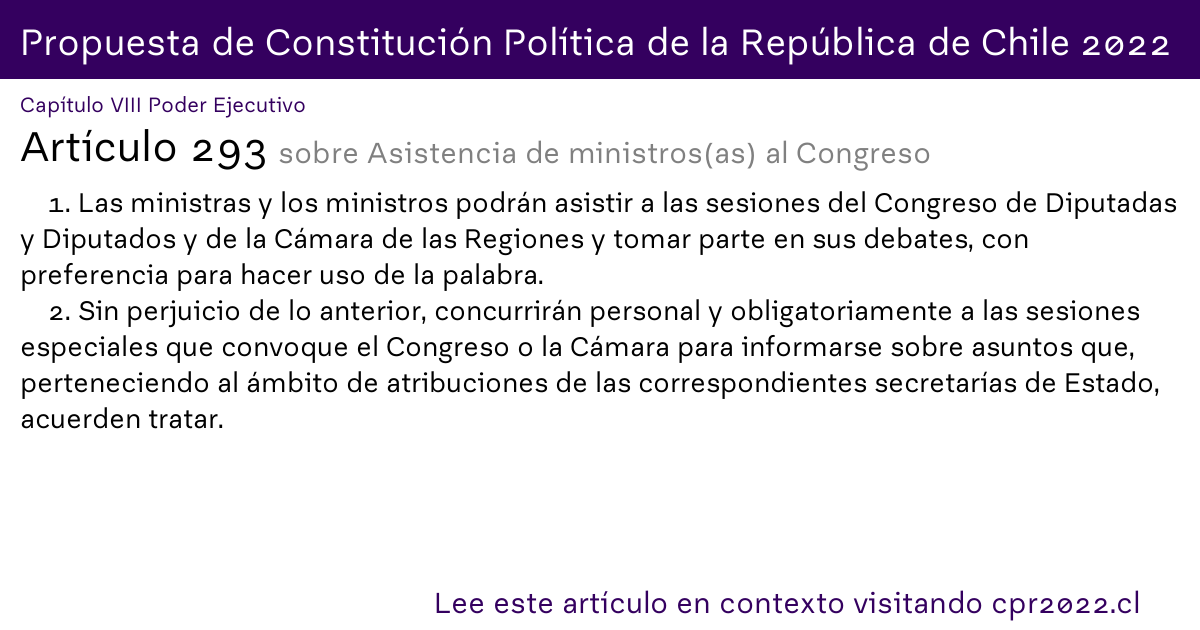 Propuesta de Constitución Política de la República de Chile 2022
Capítulo VIII Poder Ejecutivo
Artículo 293 sobre Asistencia de ministros(as) al Congreso
1. Las ministras y los ministros podrán asistir a las sesiones del Congreso de Diputadas
y Diputados y de la Cámara de las Regiones y tomar parte en sus debates, con
preferencia para hacer uso de la palabra.
2. Sin perjuicio de lo anterior, concurrirán personal y obligatoriamente a las sesiones
especiales que convoque el Congreso o la Cámara para informarse sobre asuntos que,
perteneciendo al ámbito de atribuciones de las correspondientes secretarías de Estado,
acuerden tratar.
Lee este artículo en contexto visitando cpr2022.cl